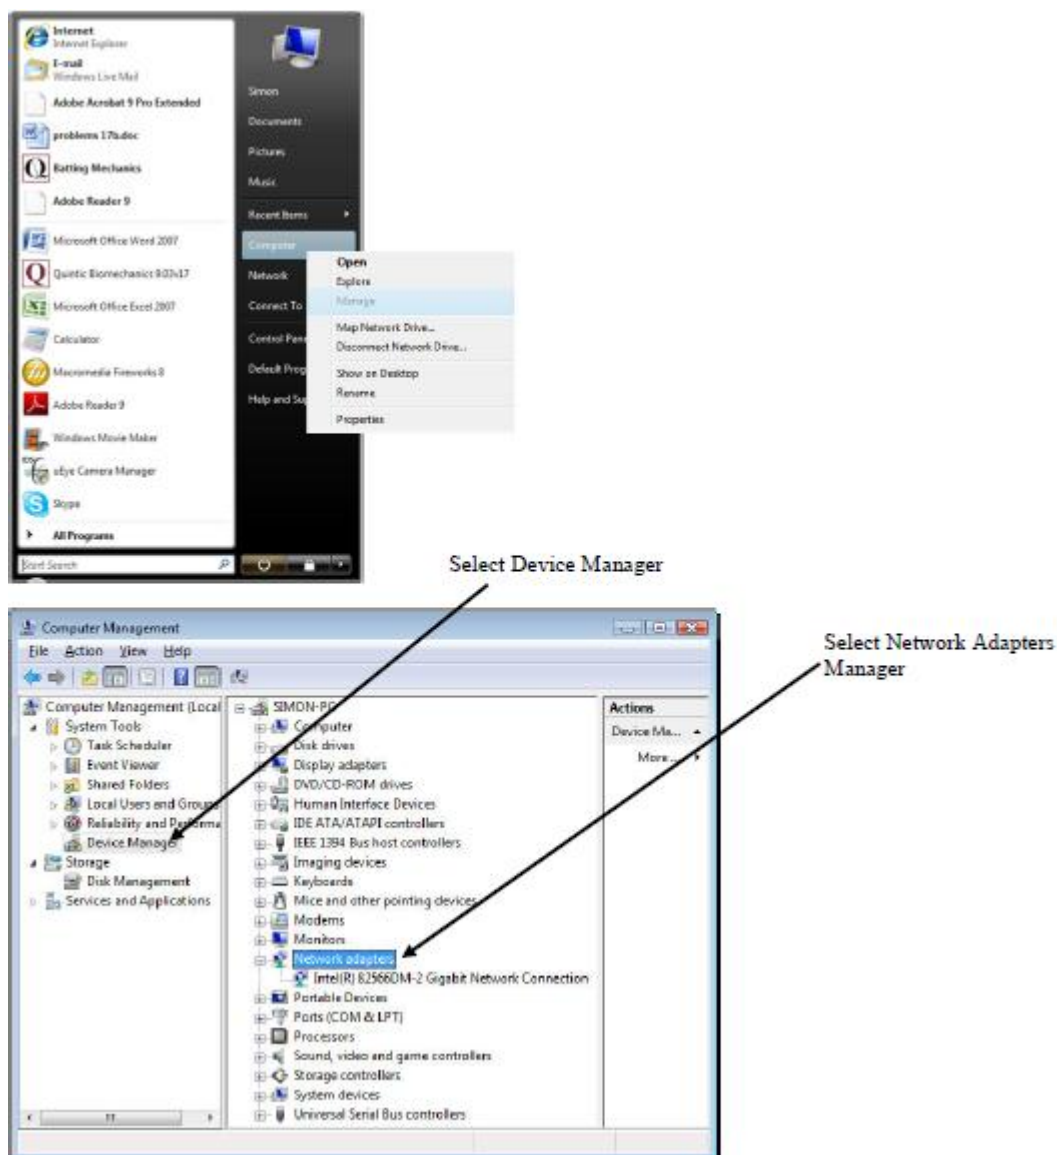 Internet
Internet Explorer
E-mail
Windows Live Mail
Adobe Acrobat 9 Pro Extended
problems 17b.doc
Batting Mechanics
Adobe Reader 9
Microsoft Office Word 2007
Quintic Biomechanics 9.03v17
Microsoft Office Excel 2007
Calculator
Macromedia Fireworks 8
Adobe Reader 9
Windows Movie Maker
uEye Camera Manager
Skype
All Programs
Start Search
Simon
Documents
Pictures
Music
Recent Items
Computer
Network
Connect To
Control Pane
Default Prog
Help and Su
Open
Explore
Manage
Map Network Drive...
Disconnect Network Drive...
Show on Desktop
Rename
Properties
Select Device Manager
Select Network Adapters
Manager
Computer Management
File Action View Help
Computer Management (Local
System Tools
Task Scheduler
Event Viewer
Shared Folders
Local Users and Groups
Reliability and Performa
Device Manager
Storage
Disk Management
Services and Applications
SIMON-PC
Computer
Disk drives
Display adapters
DVD/CD-ROM drives
Human Interface Devices
IDE ATA/ATAPI controllers
IEEE 1394 Bus host controllers
Imaging devices
Keyboards
Mice and other pointing devices
Modems
Monitors
Network adapters
Intel(R) 82566DM-2 Gigabit Network Connection
Portable Devices
Ports (COM & LPT)
Processors
Sound, video and game controllers
Storage controllers
System devices
Universal Serial Bus controllers
Actions
Device Ma...
More...